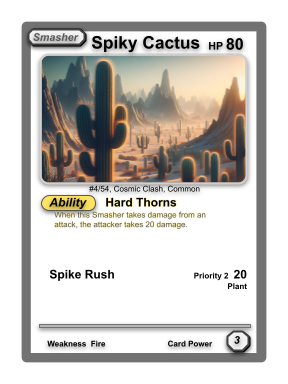 Smasher Spiky Cactus HP 80
#4/54, Cosmic Clash, Common
Ability Hard Thorns
When this Smasher takes damage from an
attack, the attacker takes 20 damage.
Spike Rush Priority 2 20
Plant
Weakness Fire Card Power 3